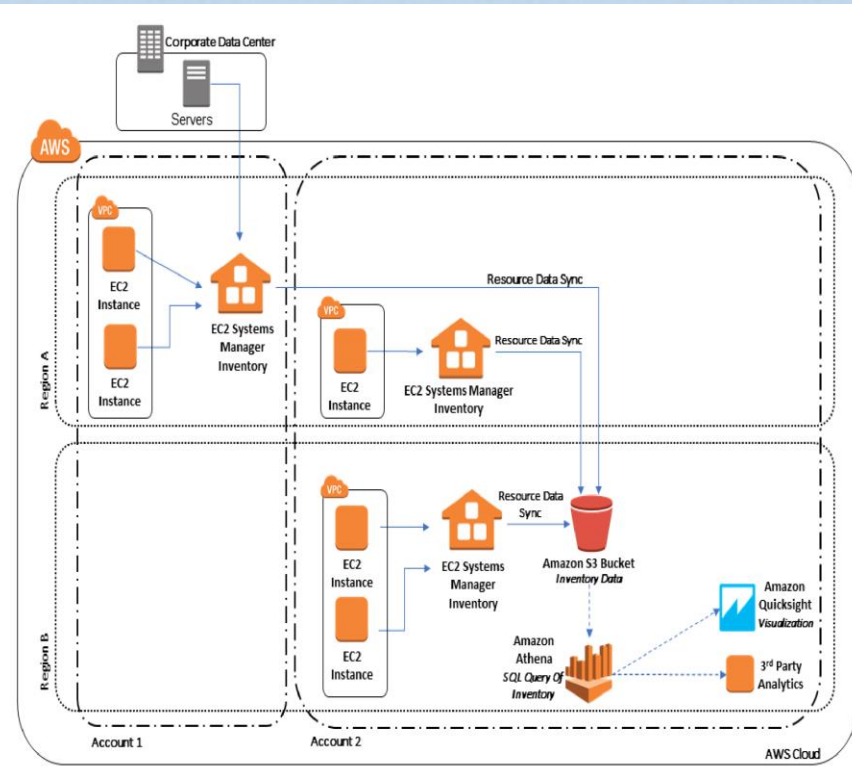 Corporate Data Center
Servers
AWS
VPC
EC2
Instance
EC2
Instance
EC2 Systems
Manager
Inventory
Region A
Resource Data Sync
VPC
EC2
Instance
Resource Data Sync
EC2 Systems Manager
Inventory
VPC
EC2
Instance
EC2
Instance
EC2 Systems
Manager
Inventory
Resource Data
Sync
Amazon S3 Bucket
Inventory Data
Amazon
Athena
SQL Query Of
Inventory
Amazon
Quicksight
Visualization
3rd Party
Analytics
Region B
Account 1
Account 2
AWS Cloud